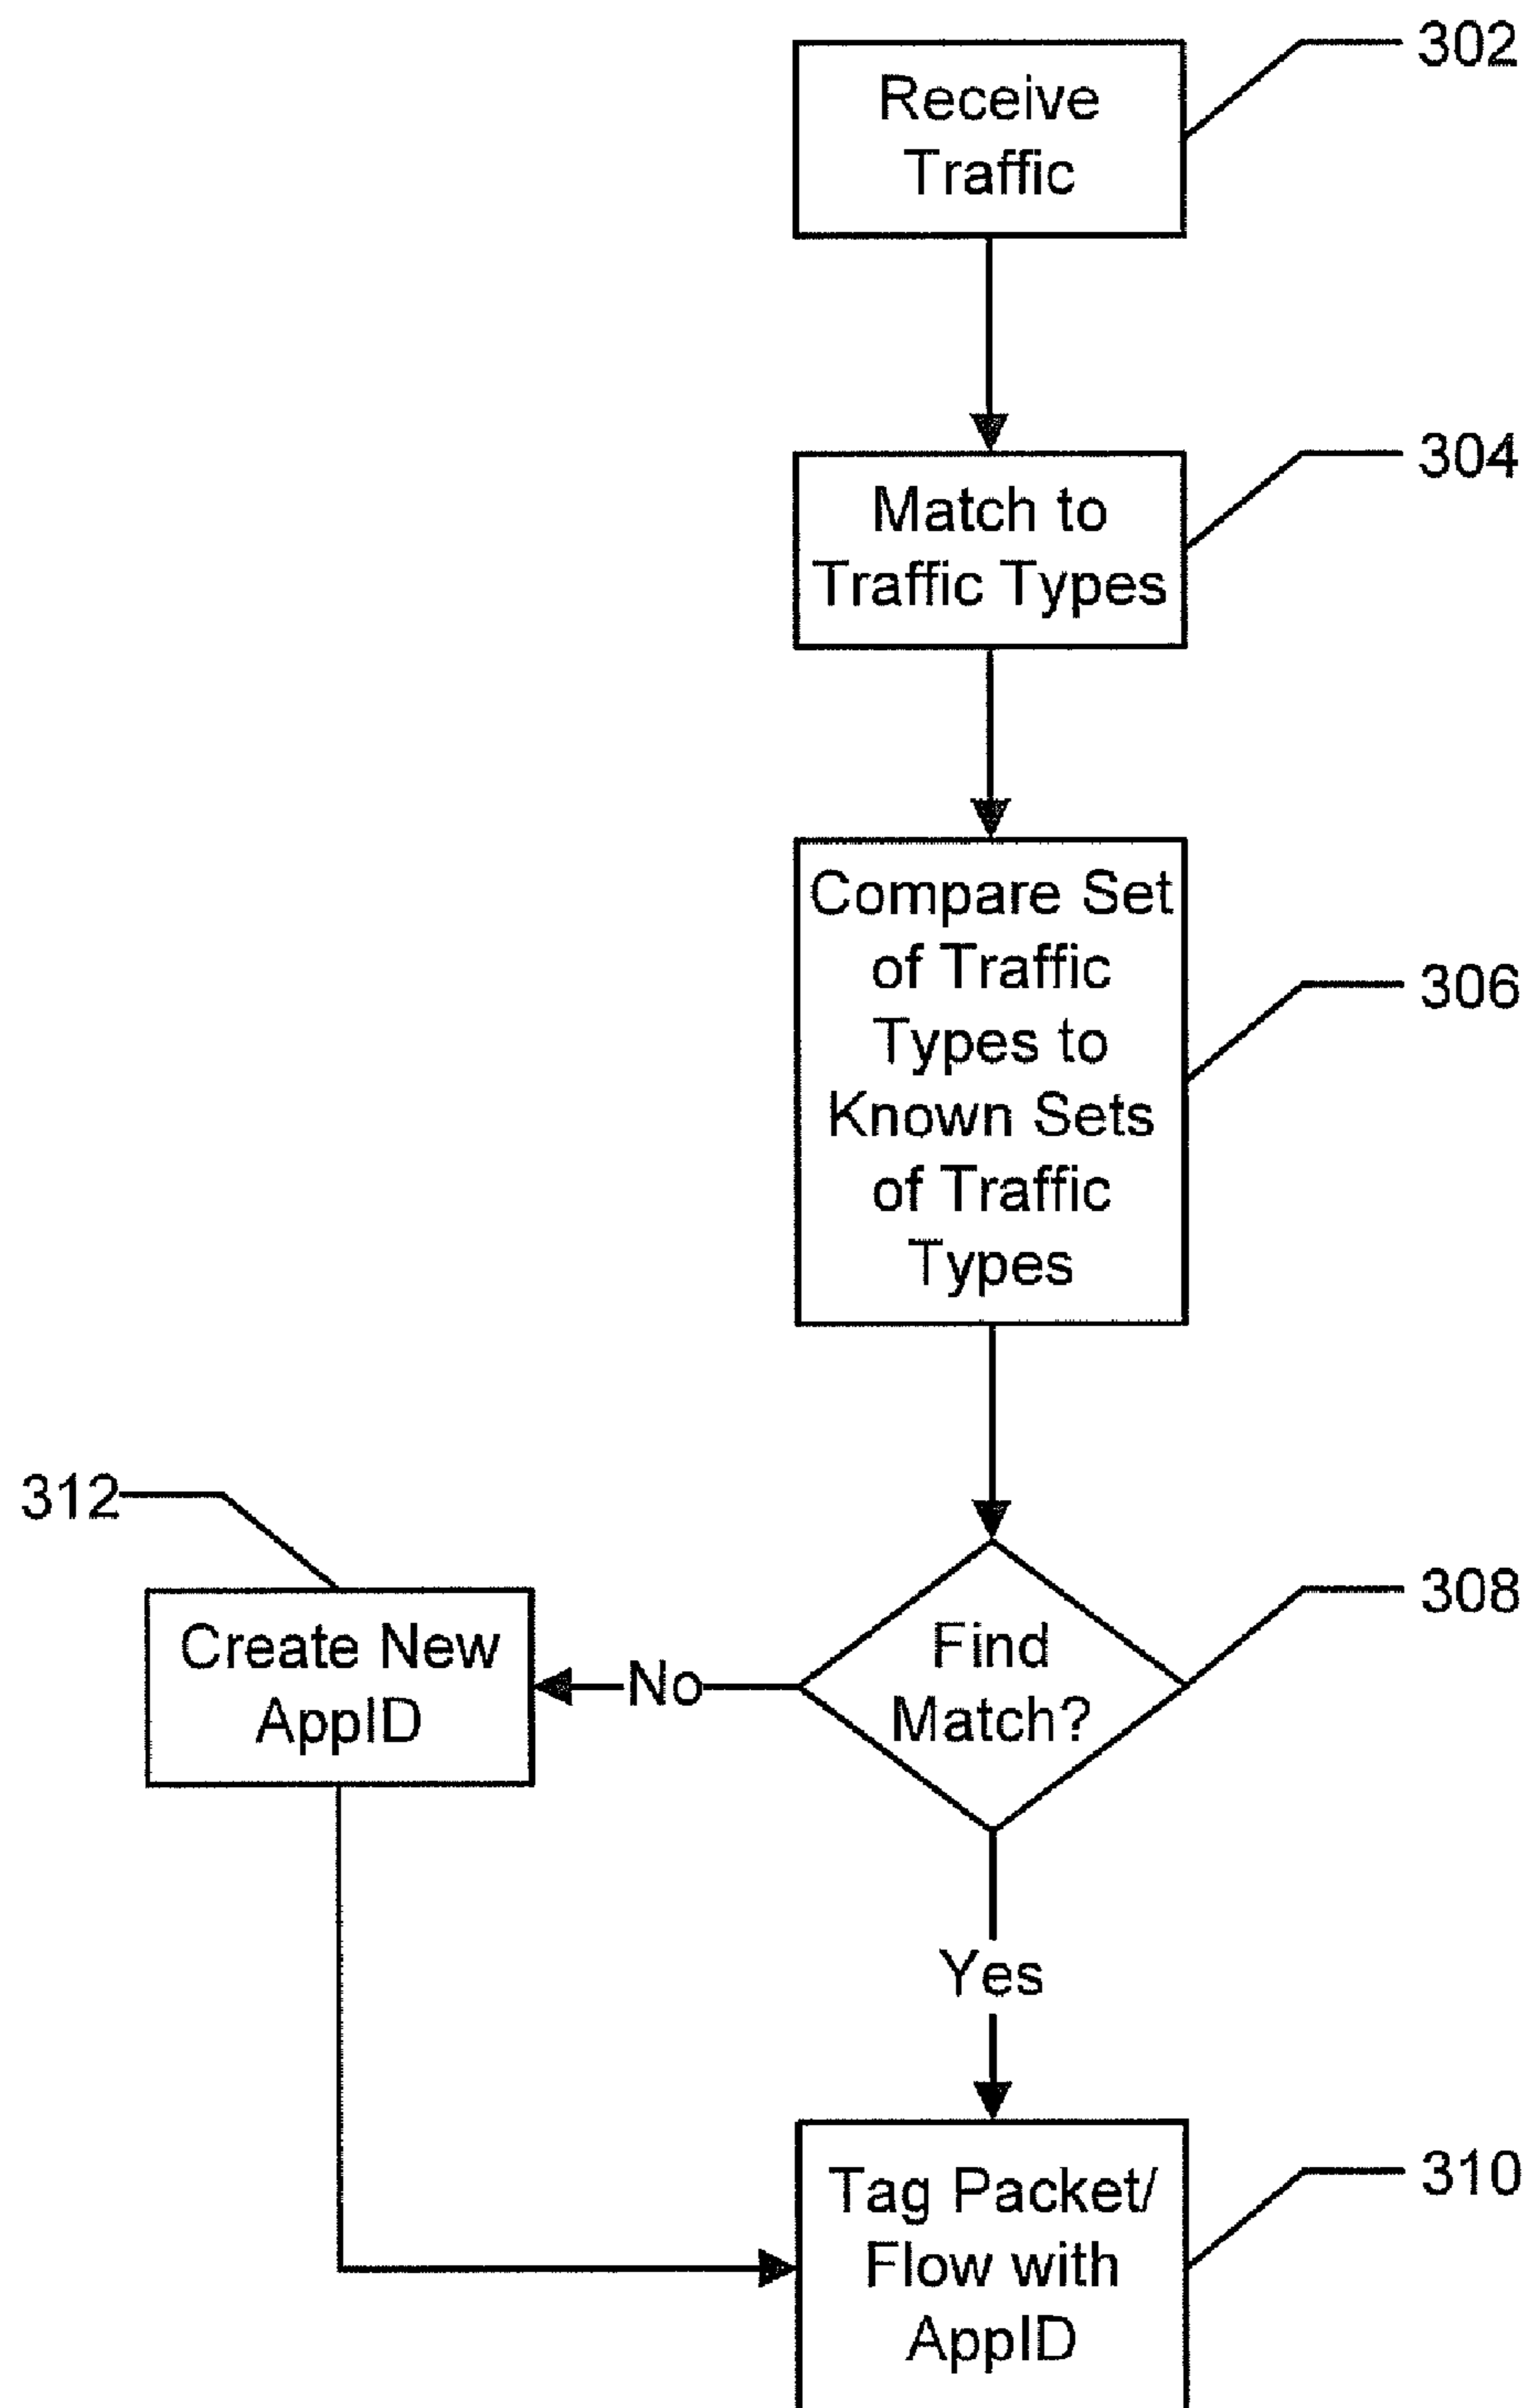 302
Receive
Traffic
304
Match to
Traffic Types
306
Compare Set
of Traffic
Types to
Known Sets
of Traffic
Types
312
308
Create New
AppID
No
Find
Match?
Yes
310
Tag Packet/
Flow with
AppID